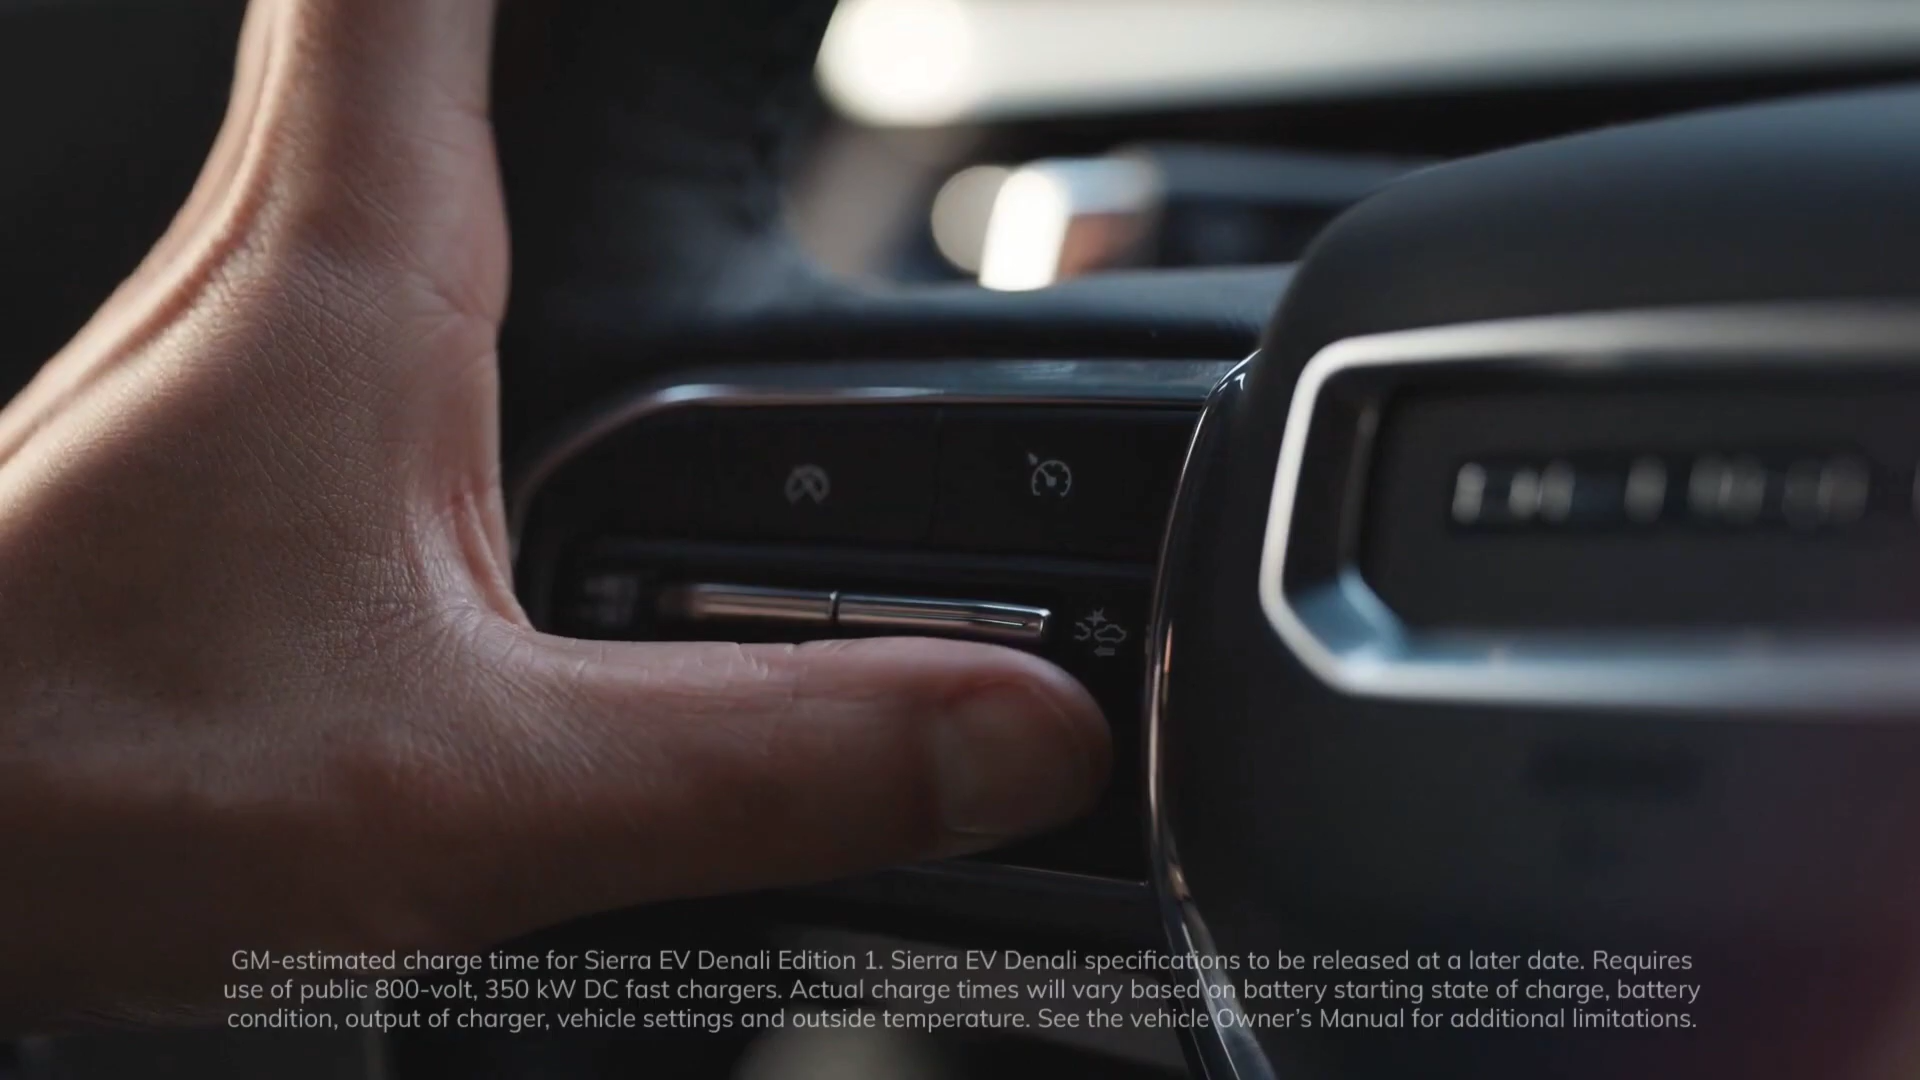 GM-estimated charge time for Sierra EV Denali Edition 1. Sierra EV Denali specifications to be released at a later date. Requires
use of public 800-volt, 350 kW DC fast chargers. Actual charge times will vary based on battery starting state of charge, battery
condition, output of charger, vehicle settings and outside temperature. See the vehicle Owner's Manual for additional limitations.